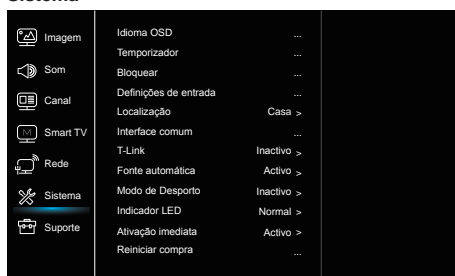 Sistema
Imagem
Som
Canal
Smart TV
Rede
Sistema
Suporte
Idioma OSD ...
Temporizador ...
Bloquear ...
Definições de entrada ...
Localização Casa >
Interface comum ...
T-Link Inactivo >
Fonte automática Activo >
Modo de Desporto Inactivo >
Indicador LED Normal >
Ativação imediata Activo >
Reiniciar compra ...